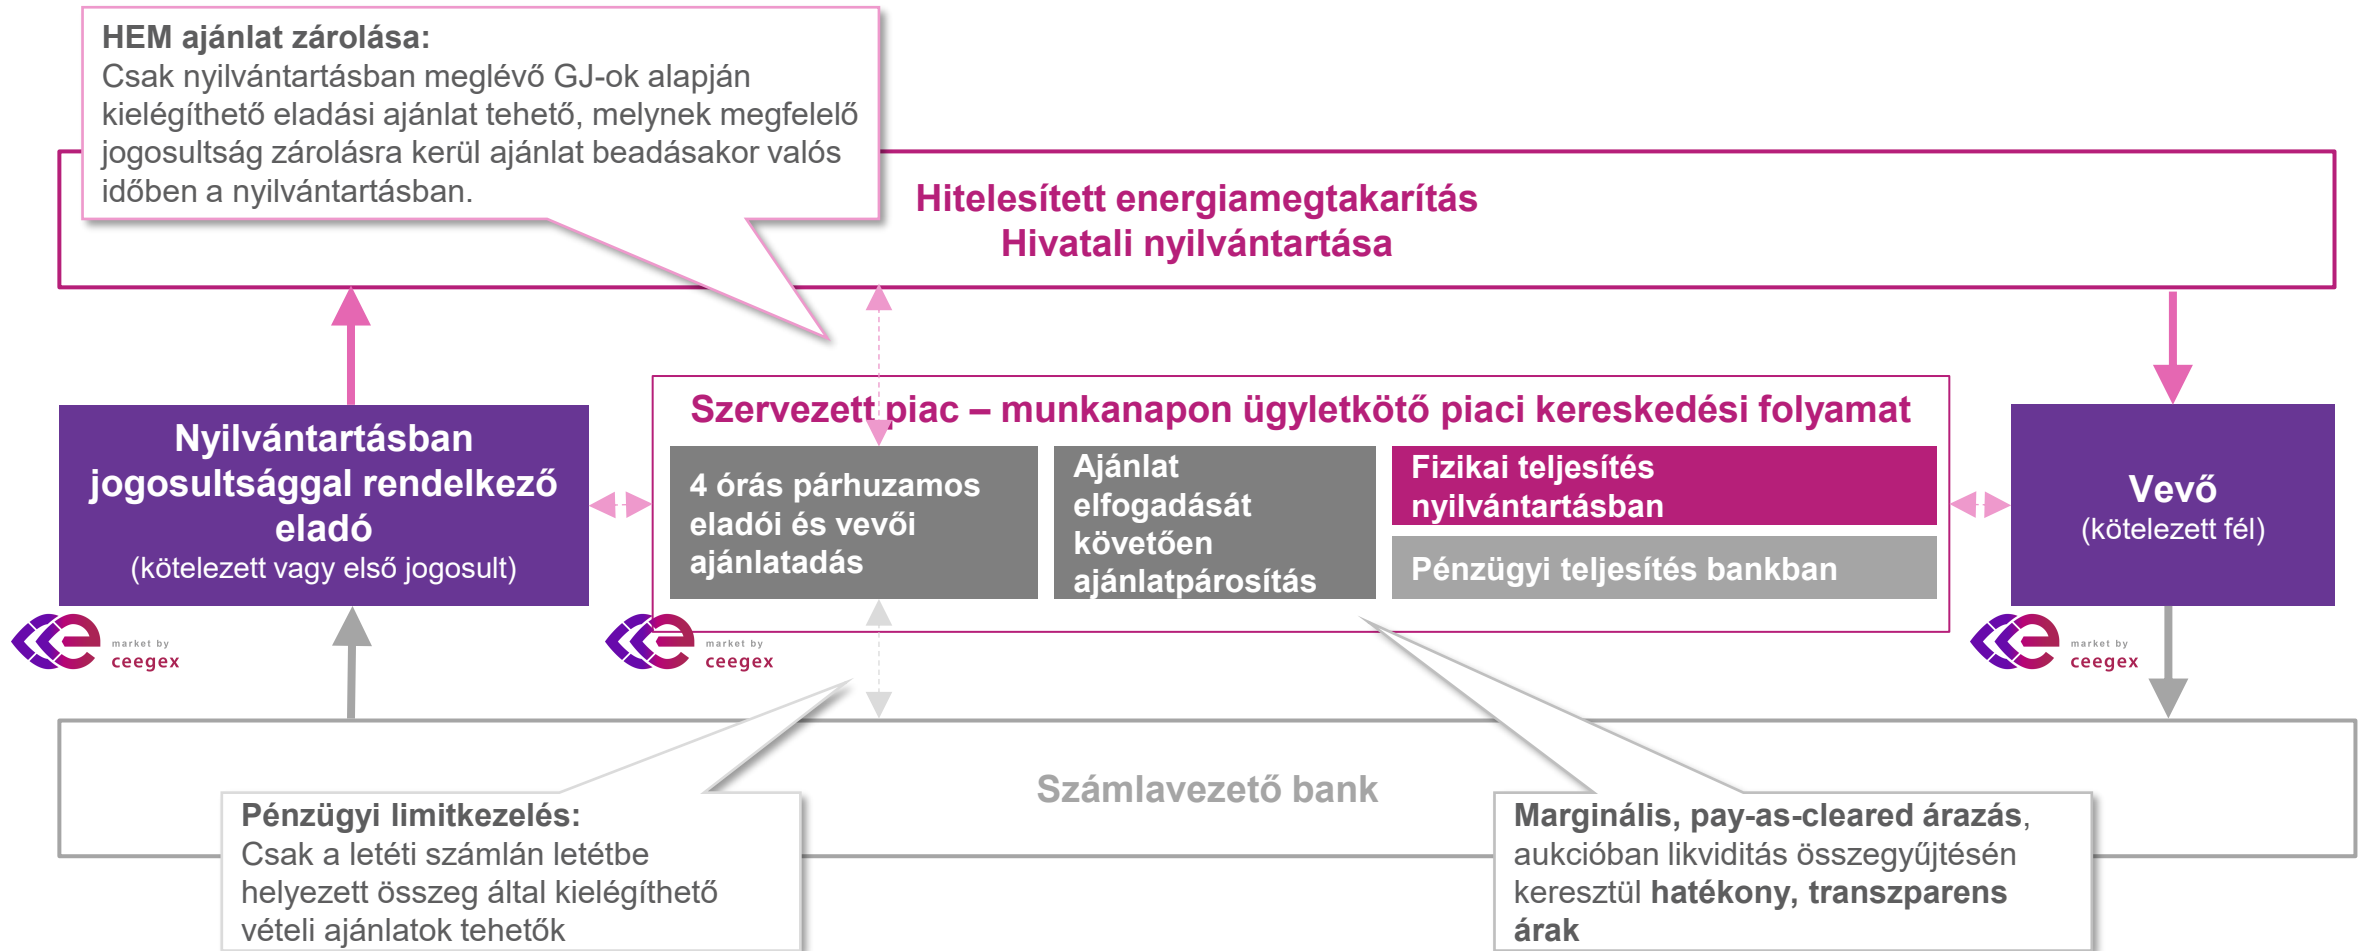 HEM ajánlat zárolása:
Csak nyilvántartásban meglévő GJ-ok alapján
kielégíthető eladási ajánlat tehető, melynek megfelelő
jogosultság zárolásra kerül ajánlat beadásakor valós
időben a nyilvántartásban.
Hitelesített energiamegtakarítás
Hivatali nyilvántartása
Szervezett piac – munkanapon ügyletkötő piaci kereskedési folyamat
Nyilvántartásban
jogosultsággal rendelkező
eladó
(kötelezett vagy első jogosult)
4 órás párhuzamos
eladói és vevői
ajánlatadás
Ajánlat
elfogadását
követően
ajánlatpárosítás
Fizikai teljesítés
nyilvántartásban
Pénzügyi teljesítés bankban
Vevő
(kötelezett fél)
market by
ceegex
market by
ceegex
market by
ceegex
Számlavezető bank
Pénzügyi limitkezelés:
Csak a letéti számlán letétbe
helyezett összeg által kielégíthető
vételi ajánlatok tehetők
Marginális, pay-as-cleared árazás,
aukcióban likviditás összegyűjtésén
keresztül hatékony, transzparens
árak